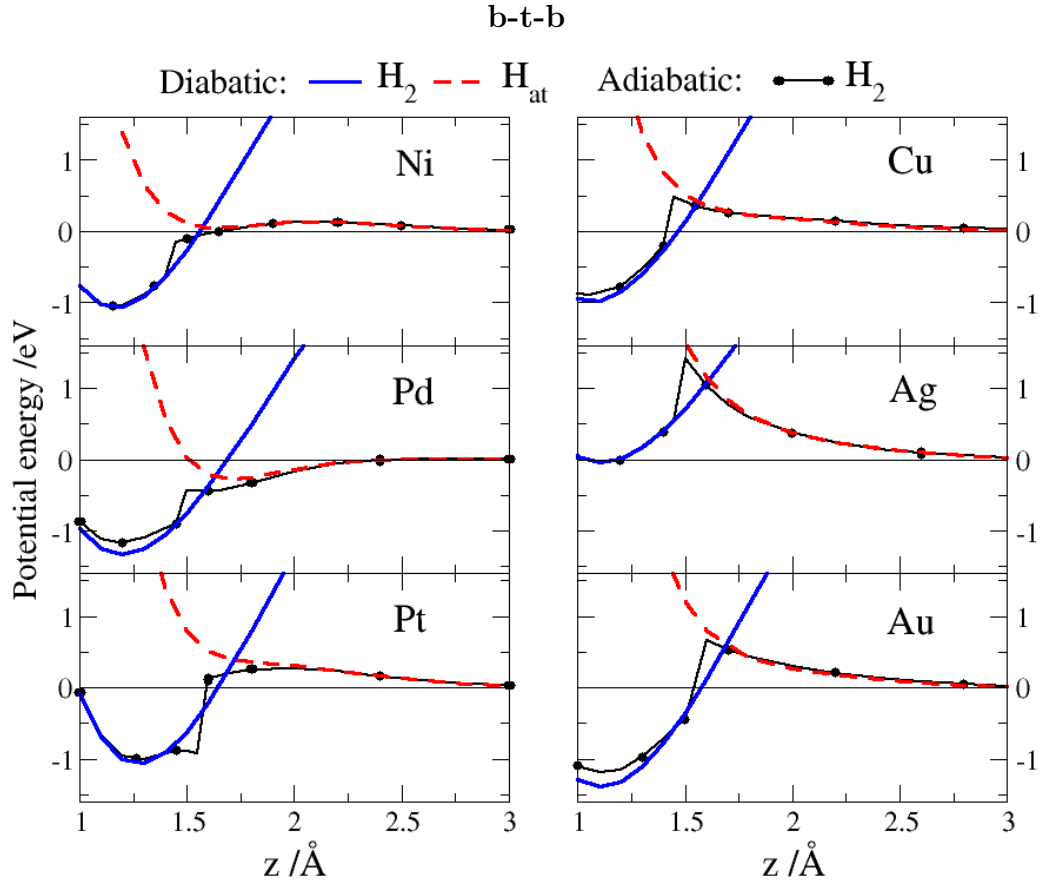 b-t-b
Diabatic: H2 Hat Adiabatic: H2
Ni Cu
1 1
0 0
-1 -1
Pd Ag
1 1
0 0
-1 -1
Pt Au
1 1
0 0
-1 -1
1 1.5 2 2.5 3 1 1.5 2 2.5 3
z /Å z /Å
Potential energy /eV